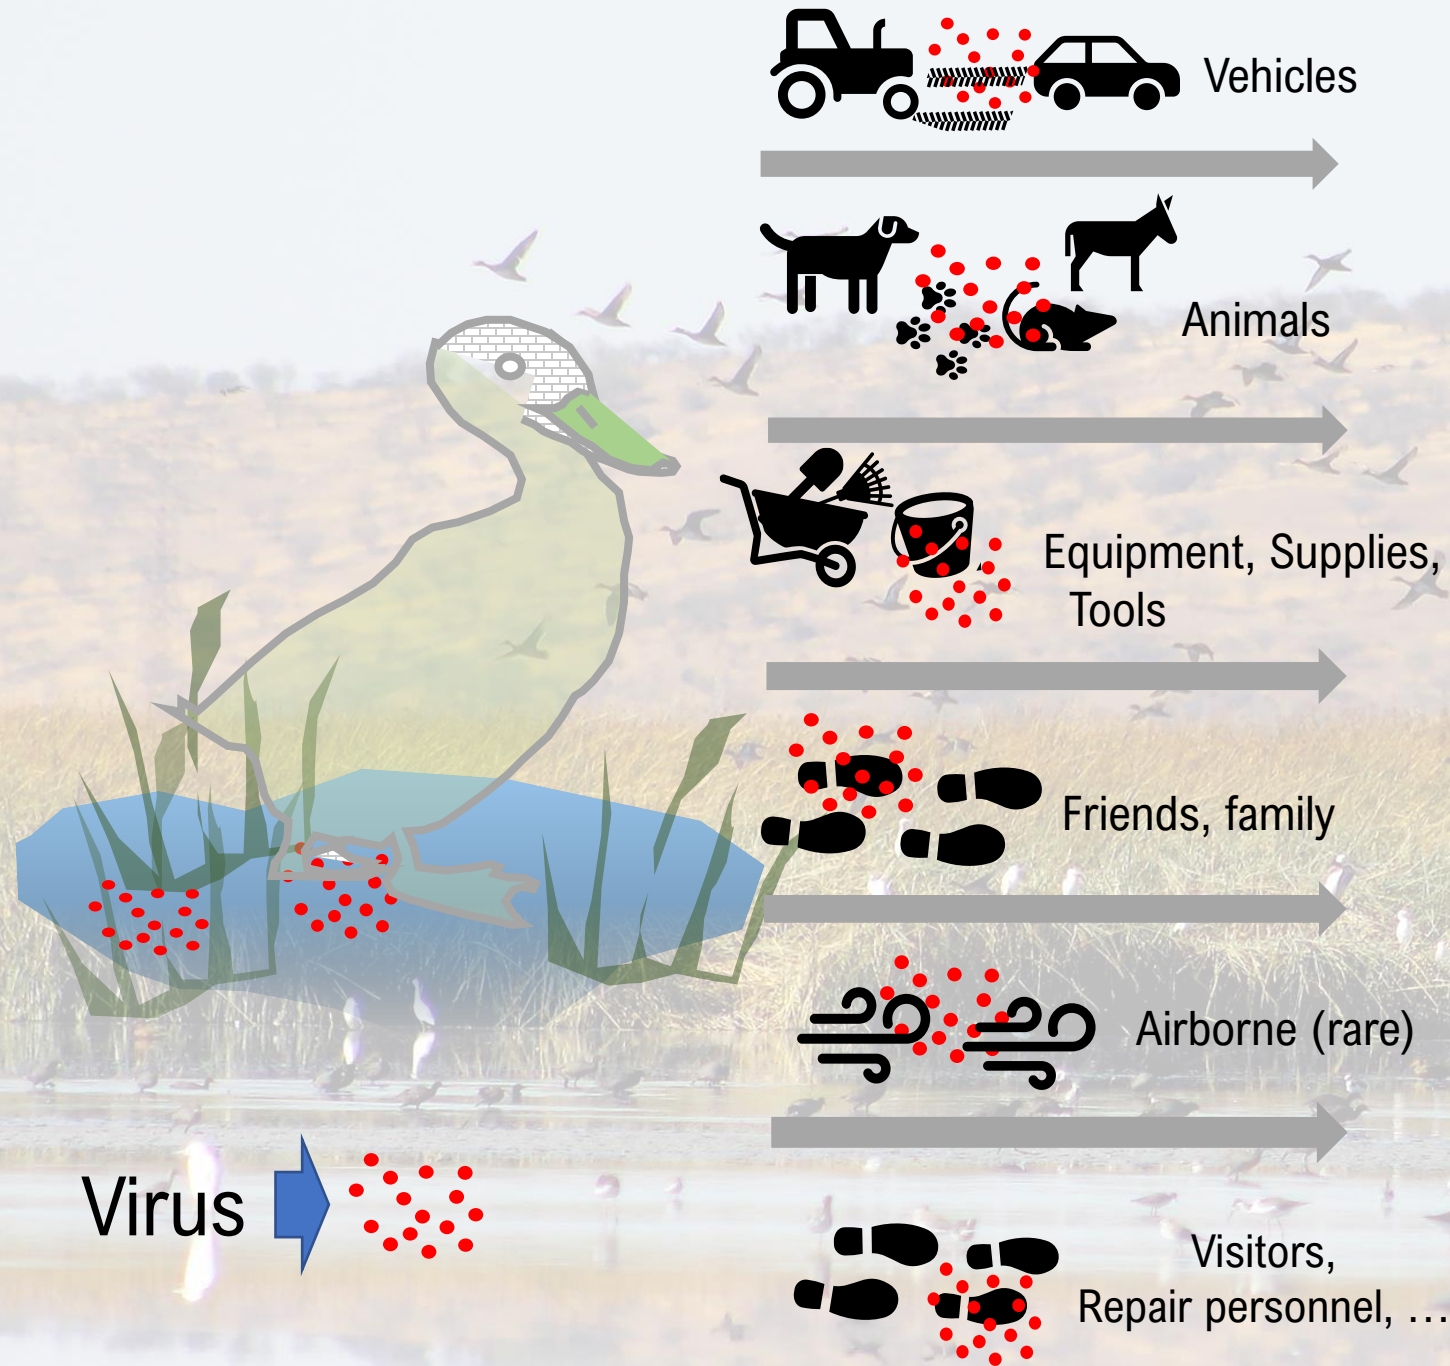 Vehicles
Animals
Equipment, Supplies,
Tools
Friends, family
Airborne (rare)
Virus
Visitors,
Repair personnel, …